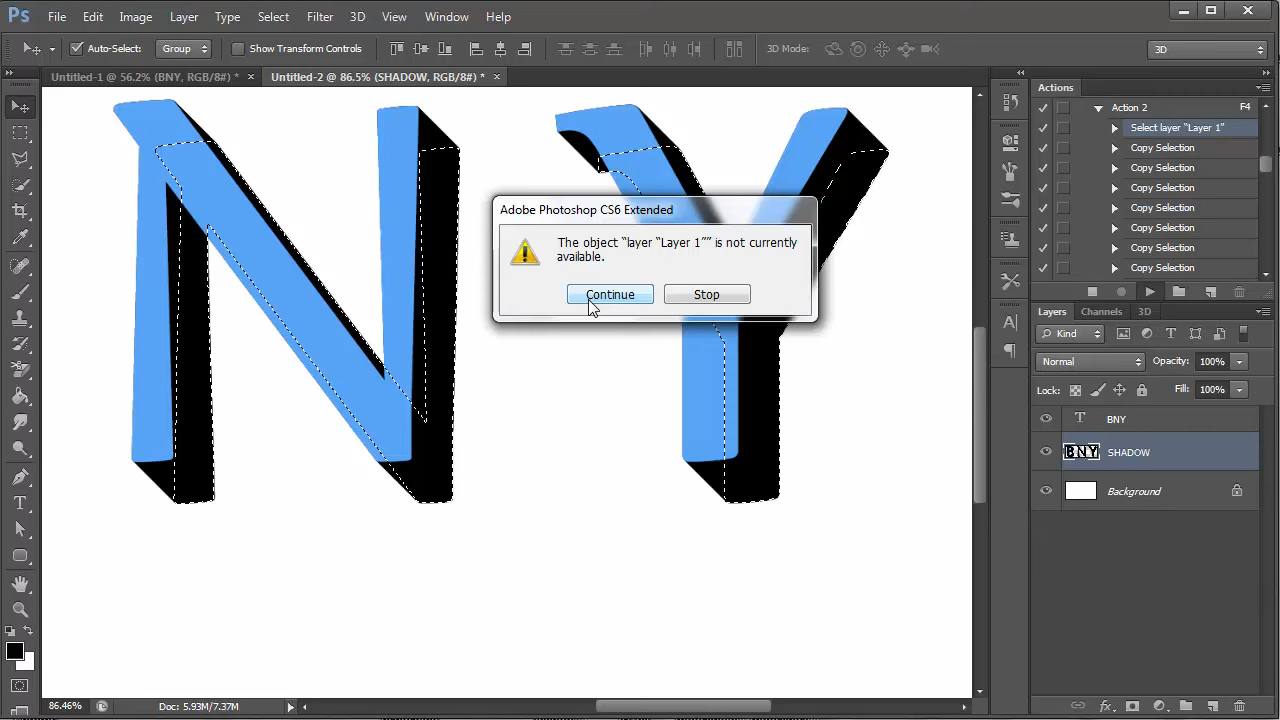 Ps File Edit Image Layer Type Select Filter 3D View Window Help
Auto-Select: Group Show Transform Controls 3D Mode: 3D
Untitled-1 @ 56.2% (BNY, RGB/8#) * × Untitled-2 @ 86.5% (SHADOW, RGB/8#) * ×
NY
Adobe Photoshop CS6 Extended
The object “layer “Layer 1”” is not currently
available.
Continue Stop
Actions
Action 2 F4
Select layer “Layer 1”
Copy Selection
Copy Selection
Copy Selection
Copy Selection
Copy Selection
Copy Selection
Copy Selection
Layers Channels 3D
Kind
Normal Opacity: 100%
Lock: Fill: 100%
T BNY
BNY SHADOW
Background
86.46% Doc: 5.93M/7.37M